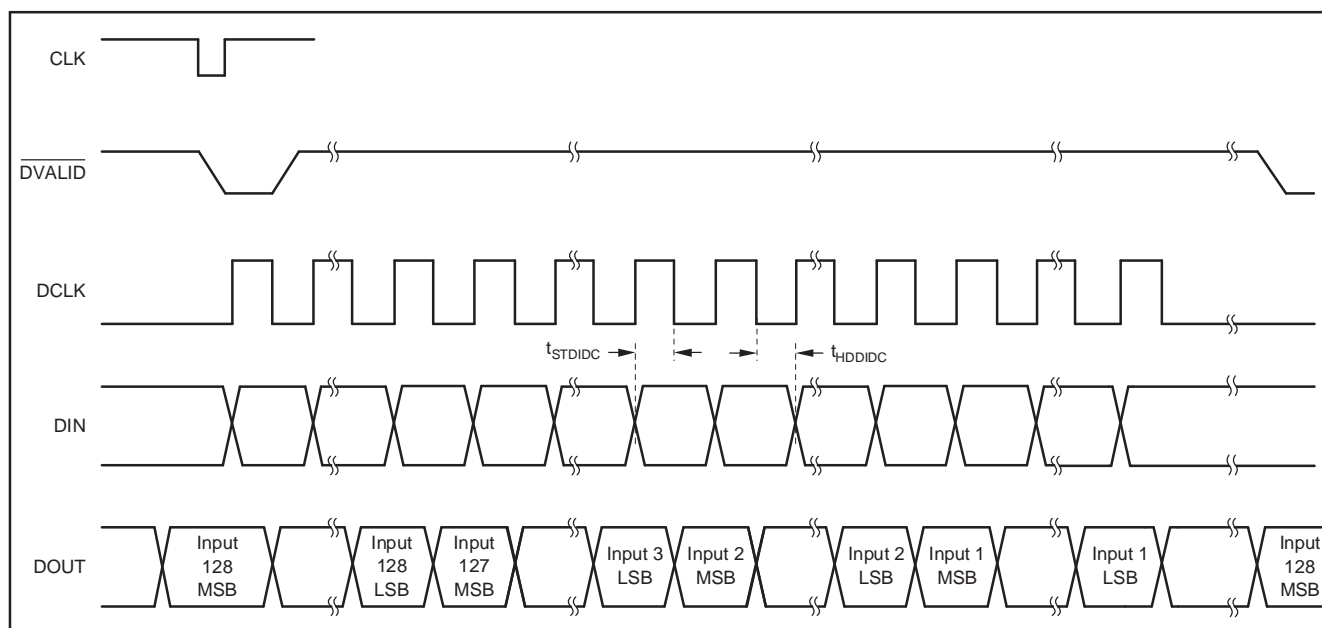 CLK
DVALID
DCLK
tSTDIDC
tHDDIDC
DIN
DOUT
Input
128
MSB
Input
128
LSB
Input
127
MSB
Input 3
LSB
Input 2
MSB
Input 2
LSB
Input 1
MSB
Input 1
LSB
Input
128
MSB